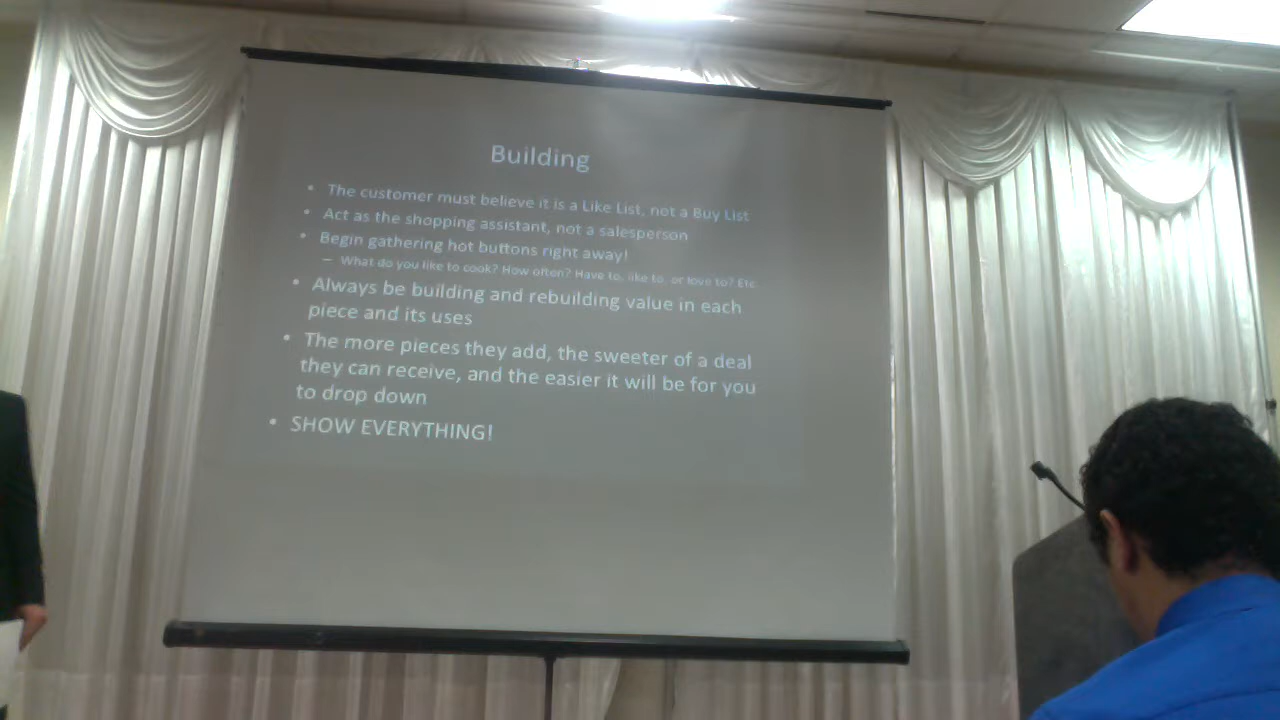 Building
• The customer must believe it is a Like List, not a Buy List
• Act as the shopping assistant, not a salesperson
• Begin gathering hot buttons right away!
– What do you like to cook? How often? Have to, like to, or love to? Etc.
• Always be building and rebuilding value in each
piece and its uses
• The more pieces they add, the sweeter of a deal
they can receive, and the easier it will be for you
to drop down
• SHOW EVERYTHING!